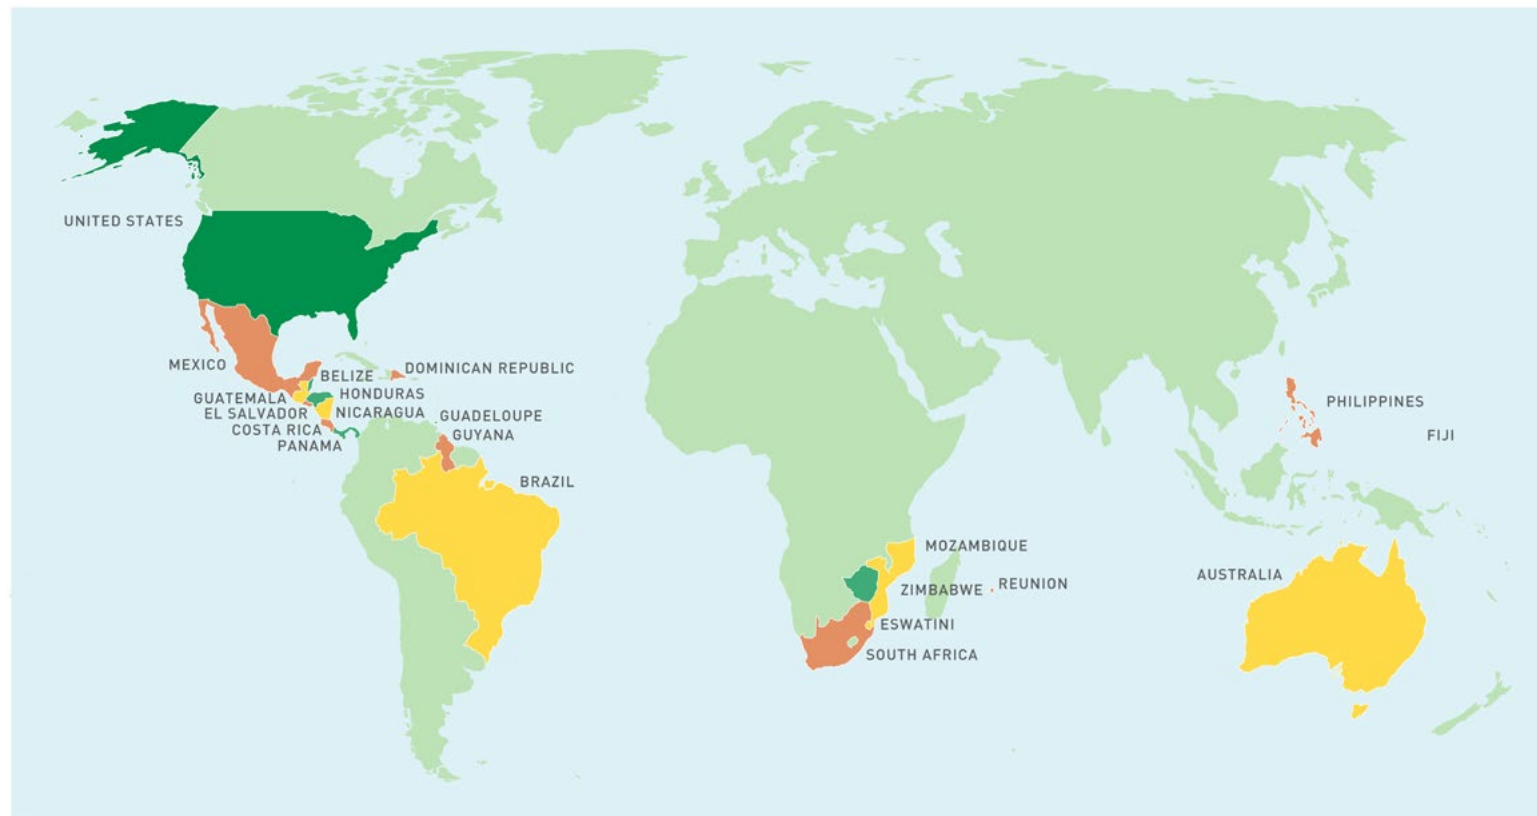 UNITED STATES
MEXICO
DOMINICAN REPUBLIC
BELIZE
HONDURAS
GUATEMALA
EL SALVADOR
NICARAGUA
COSTA RICA
PANAMA
GUADELOUPE
GUYANA
BRAZIL
PHILIPPINES
FIJI
MOZAMBIQUE
ZIMBABWE
REUNION
ESWATINI
SOUTH AFRICA
AUSTRALIA